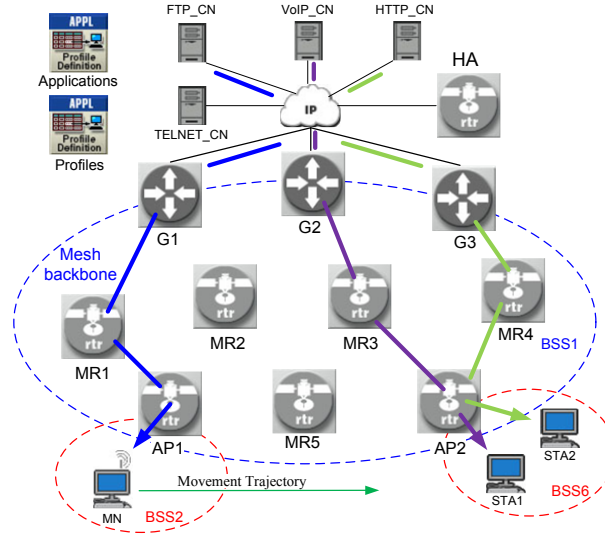 FTP_CN
VoIP_CN
HTTP_CN
APPL
Profile
Definition
Applications
HA
IP
rtr
APPL
Profile
Definition
Profiles
TELNET_CN
G1
G2
G3
Mesh
backbone
rtr
MR1
MR2
rtr
MR3
rtr
MR4
BSS1
rtr
AP1
rtr
MR5
rtr
AP2
MN
BSS2
Movement Trajectory
STA1
STA2
BSS6